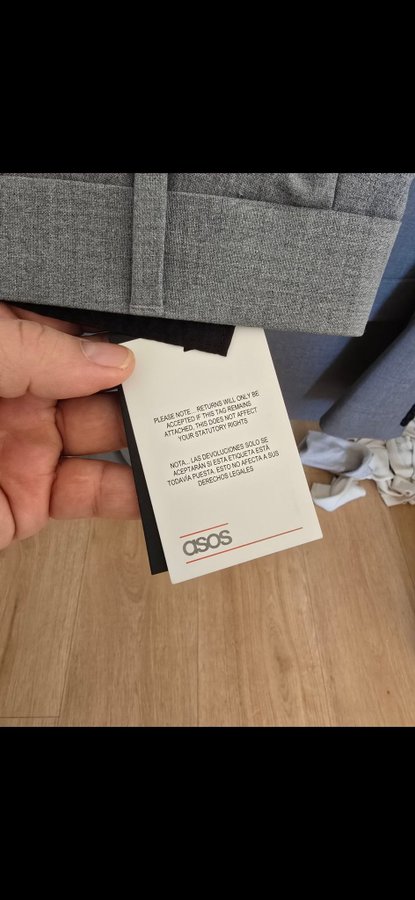 PLEASE NOTE... RETURNS WILL ONLY BE
ACCEPTED IF THIS TAG REMAINS
ATTACHED, THIS DOES NOT AFFECT
YOUR STATUTORY RIGHTS
NOTA... LAS DEVOLUCIONES SOLO SE
ACEPTARÁN SI ESTA ETIQUETA ESTÁ
TODAVÍA PUESTA. ESTO NO AFECTA A SUS
DERECHOS LEGALES
asos